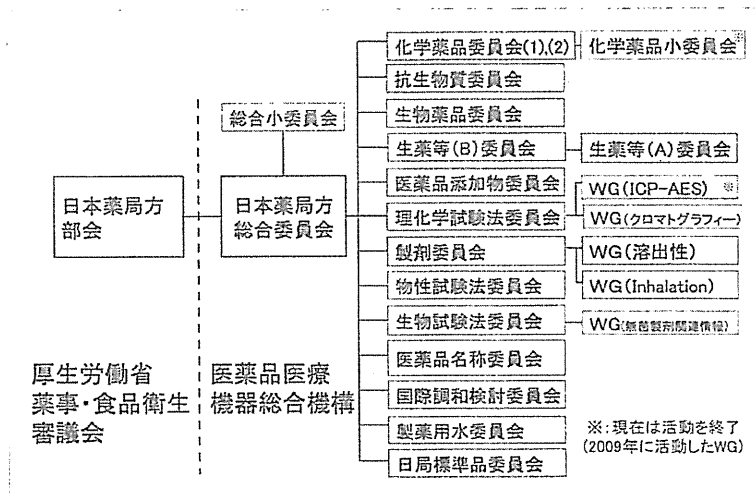 化学薬品委員会(1),(2)
化学薬品小委員会※
抗生物質委員会
総合小委員会
生物薬品委員会
生薬等(B)委員会
生薬等(A)委員会
日本薬局方
部会
日本薬局方
総合委員会
医薬品添加物委員会
WG(ICP-AES) ※
理化学試験法委員会
WG(クロマトグラフィー)
製剤委員会
WG(溶出性)
物性試験法委員会
WG(Inhalation)
生物試験法委員会
WG(無菌製剤関連情報)
医薬品名称委員会
国際調和検討委員会
製薬用水委員会
日局標準品委員会
厚生労働省
薬事・食品衛生
審議会
医薬品医療
機器総合機構
※:現在は活動を終了
(2009年に活動したWG)